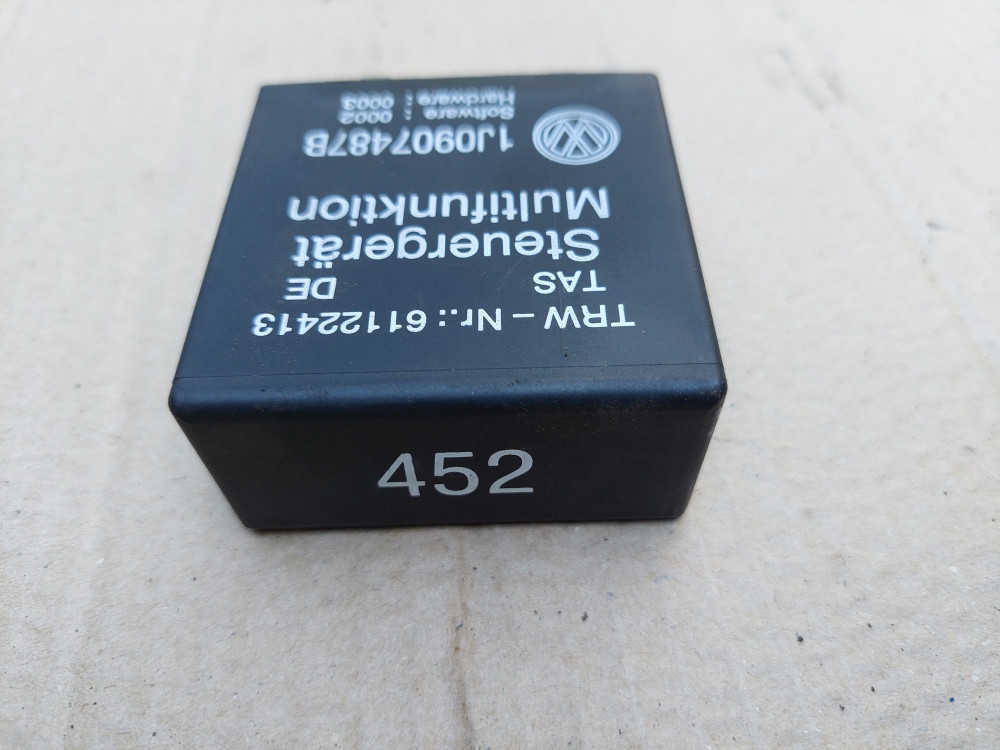 TRW - Nr.: 61122413
TAS DE
Steuergerät
Multifunktion
1J0907487B
Software : 0002
Hardware : 0003
452